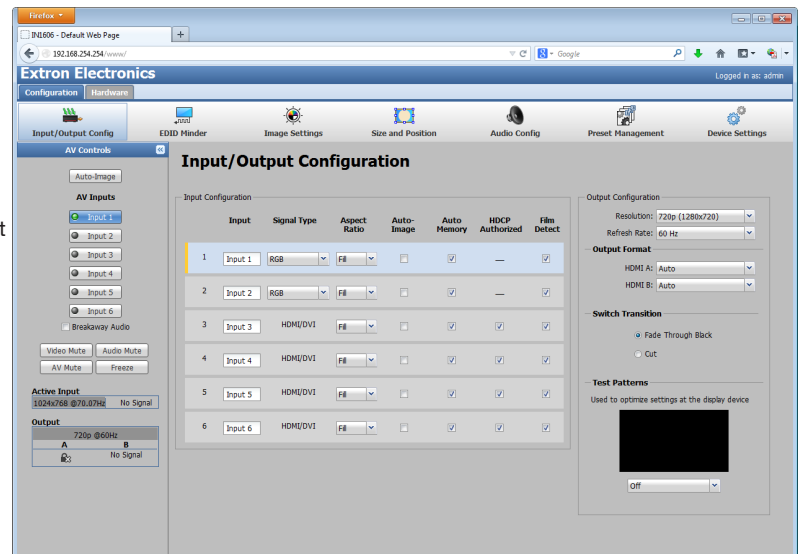 Firefox
IN1606 - Default Web Page
+
192.168.254.254/www/
Google
Extron Electronics
Logged in as: admin
Configuration Hardware
Input/Output Config EDID Minder Image Settings Size and Position Audio Config Preset Management Device Settings
AV Controls
Auto-Image
AV Inputs
Input 1
Input 2
Input 3
Input 4
Input 5
Input 6
Breakaway Audio
Video Mute Audio Mute
AV Mute Freeze
Active Input
1024x768 @70.07Hz No Signal
Output
720p @60Hz
A B
No Signal
t
Input/Output Configuration
Input Configuration
Input Signal Type Aspect Ratio Auto-Image Auto Memory HDCP Authorized Film Detect
1 Input 1 RGB Fill —
2 Input 2 RGB Fill —
3 Input 3 HDMI/DVI Fill
4 Input 4 HDMI/DVI Fill
5 Input 5 HDMI/DVI Fill
6 Input 6 HDMI/DVI Fill
Output Configuration
Resolution: 720p (1280x720)
Refresh Rate: 60 Hz
Output Format
HDMI A: Auto
HDMI B: Auto
Switch Transition
Fade Through Black
Cut
Test Patterns
Used to optimize settings at the display device
Off